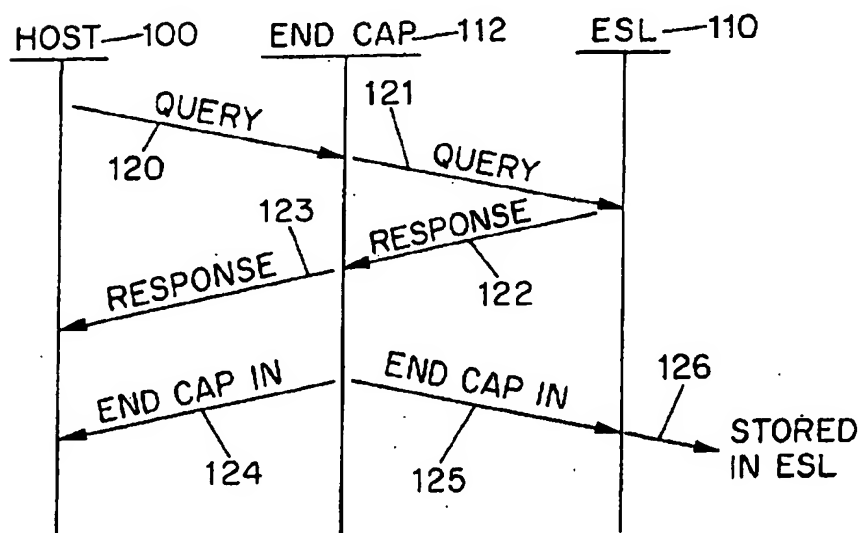 HOST 100
END CAP 112
ESL 110
QUERY
120
121
QUERY
123
RESPONSE
122
RESPONSE
END CAP IN
124
END CAP IN
125
126
STORED
IN ESL